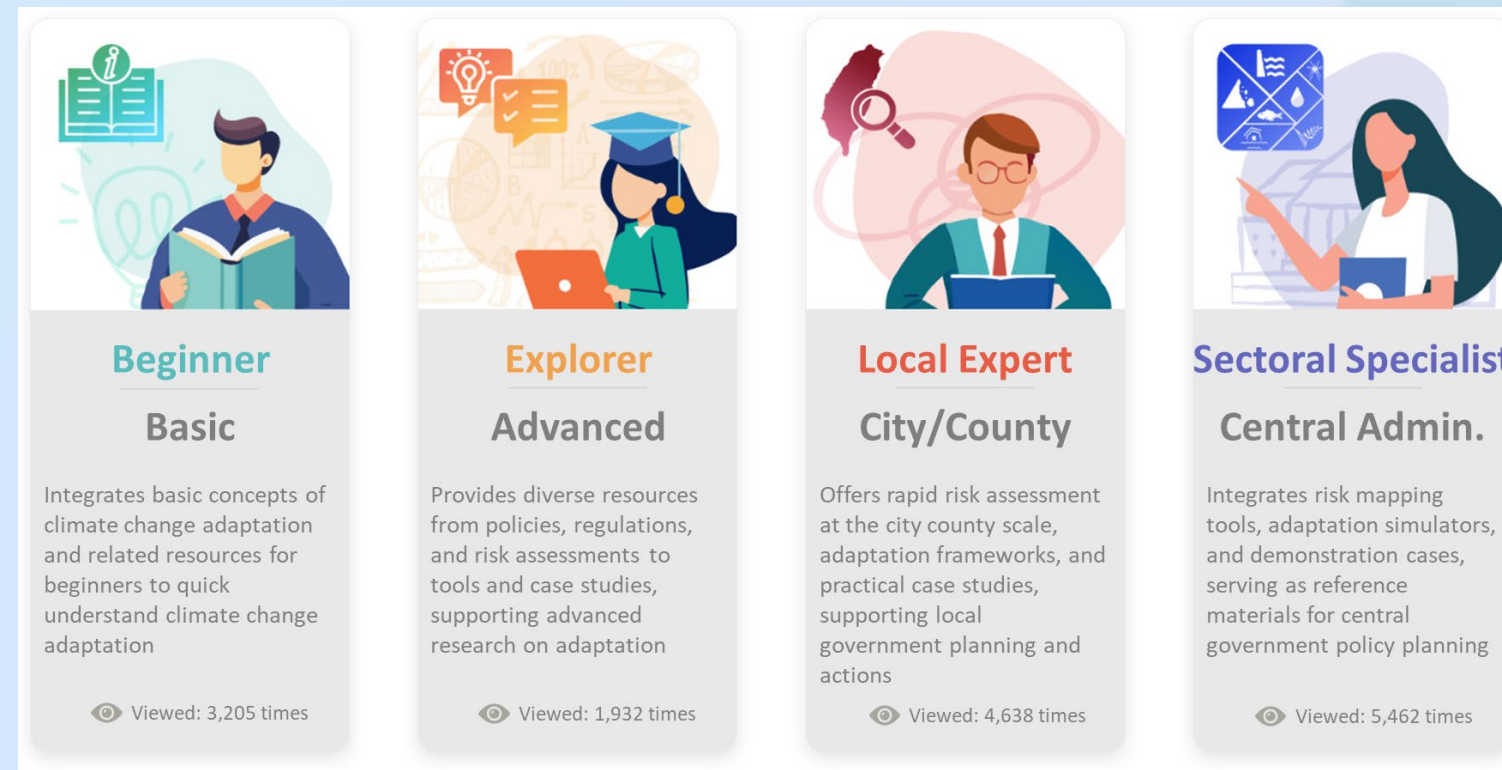 Beginner
Basic
Integrates basic concepts of
climate change adaptation
and related resources for
beginners to quick
understand climate change
adaptation
Viewed: 3,205 times
Explorer
Advanced
Provides diverse resources
from policies, regulations,
and risk assessments to
tools and case studies,
supporting advanced
research on adaptation
Viewed: 1,932 times
Local Expert
City/County
Offers rapid risk assessment
at the city county scale,
adaptation frameworks, and
practical case studies,
supporting local
government planning and
actions
Viewed: 4,638 times
Sectoral Specialist
Central Admin.
Integrates risk mapping
tools, adaptation simulators,
and demonstration cases,
serving as reference
materials for central
government policy planning
Viewed: 5,462 times